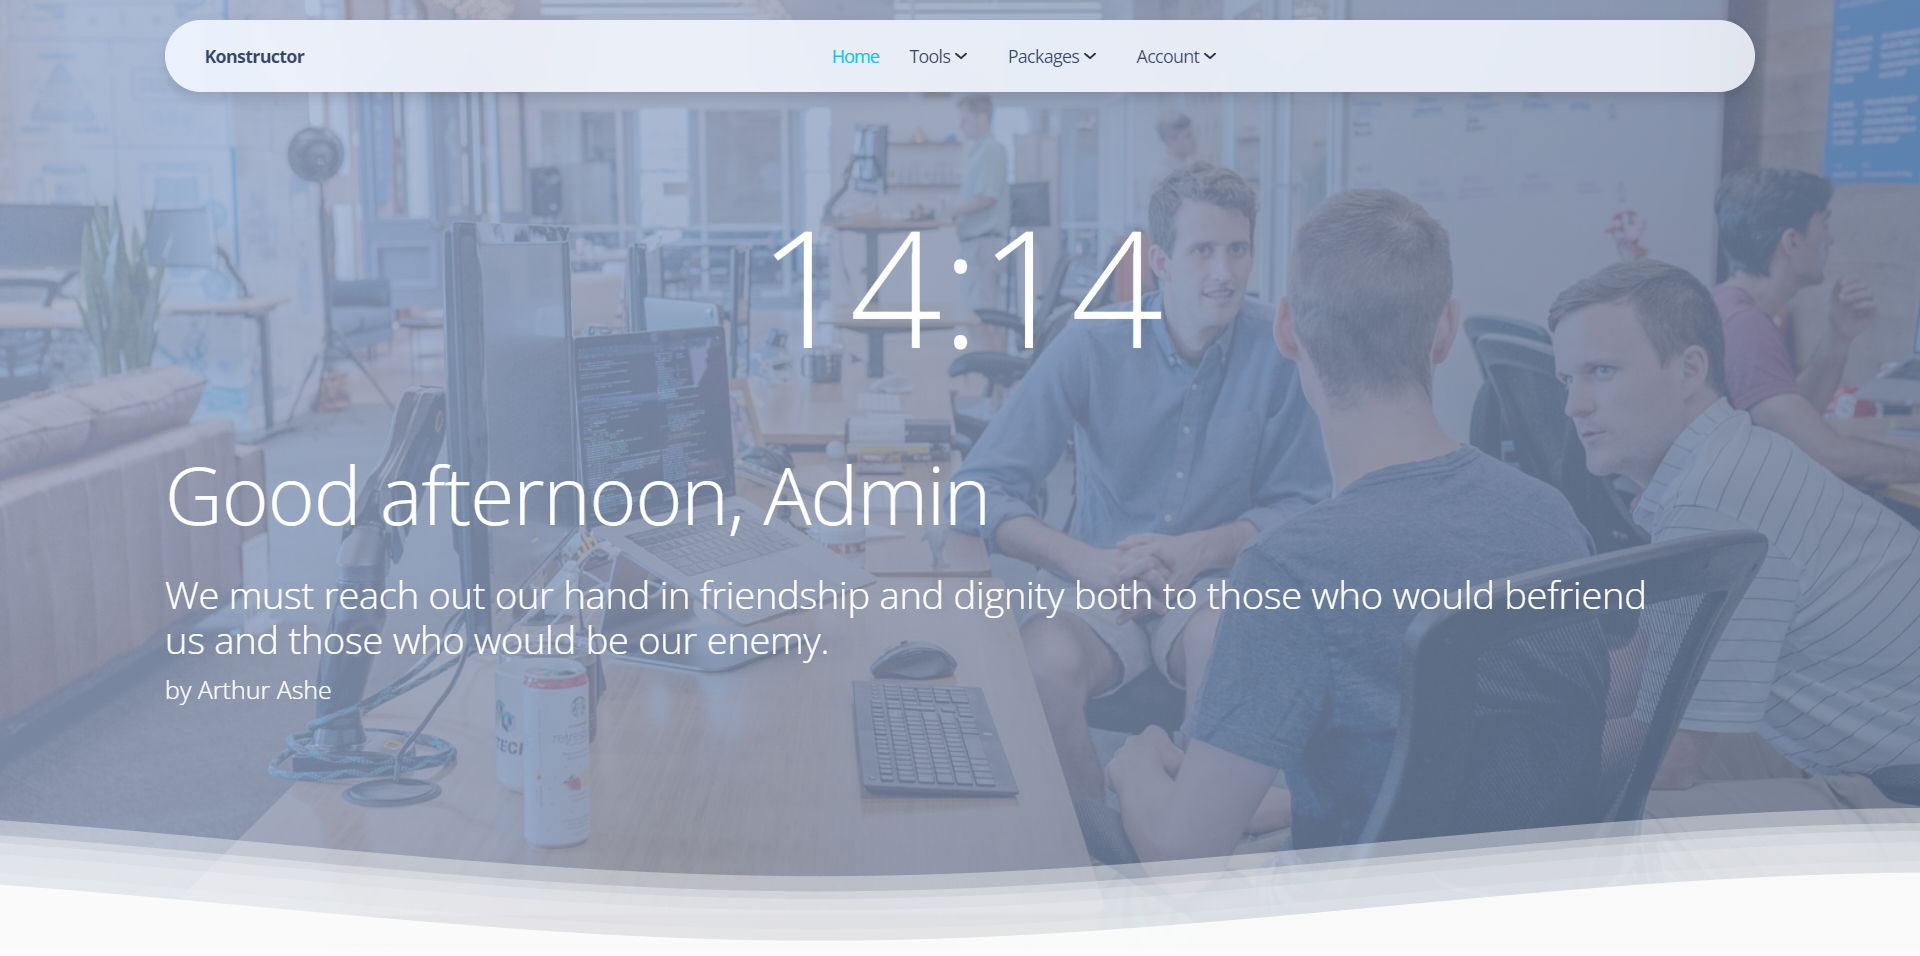 Konstructor Home Tools Packages Account
14:14
Good afternoon, Admin
We must reach out our hand in friendship and dignity both to those who would befriend
us and those who would be our enemy.
by Arthur Ashe
TECI